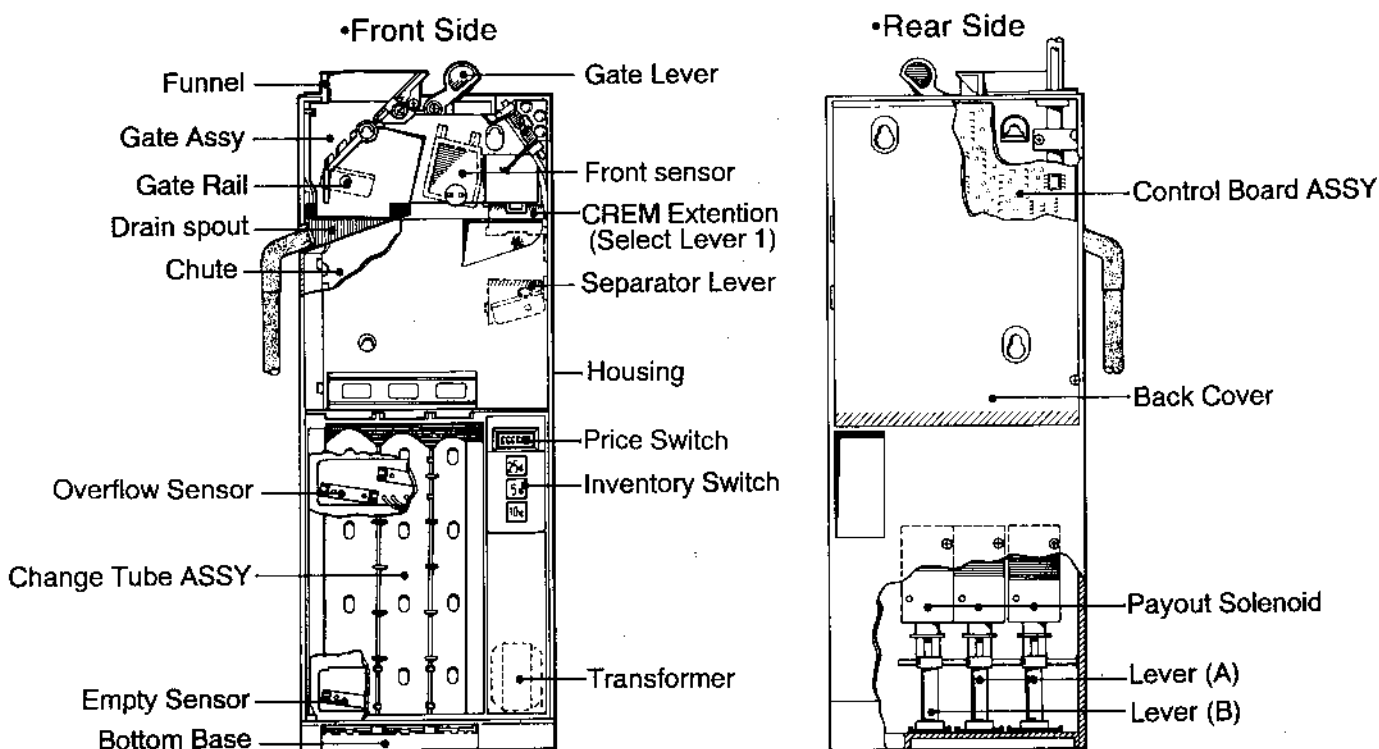 •Front Side
Funnel
Gate Assy
Gate Rail
Drain spout
Chute
Overflow Sensor
Change Tube ASSY
Empty Sensor
Bottom Base
Gate Lever
Front sensor
CREM Extention
(Select Lever 1)
Separator Lever
Housing
Price Switch
Inventory Switch
Transformer
25¢
5¢
10¢
•Rear Side
Control Board ASSY
Back Cover
Payout Solenoid
Lever (A)
Lever (B)